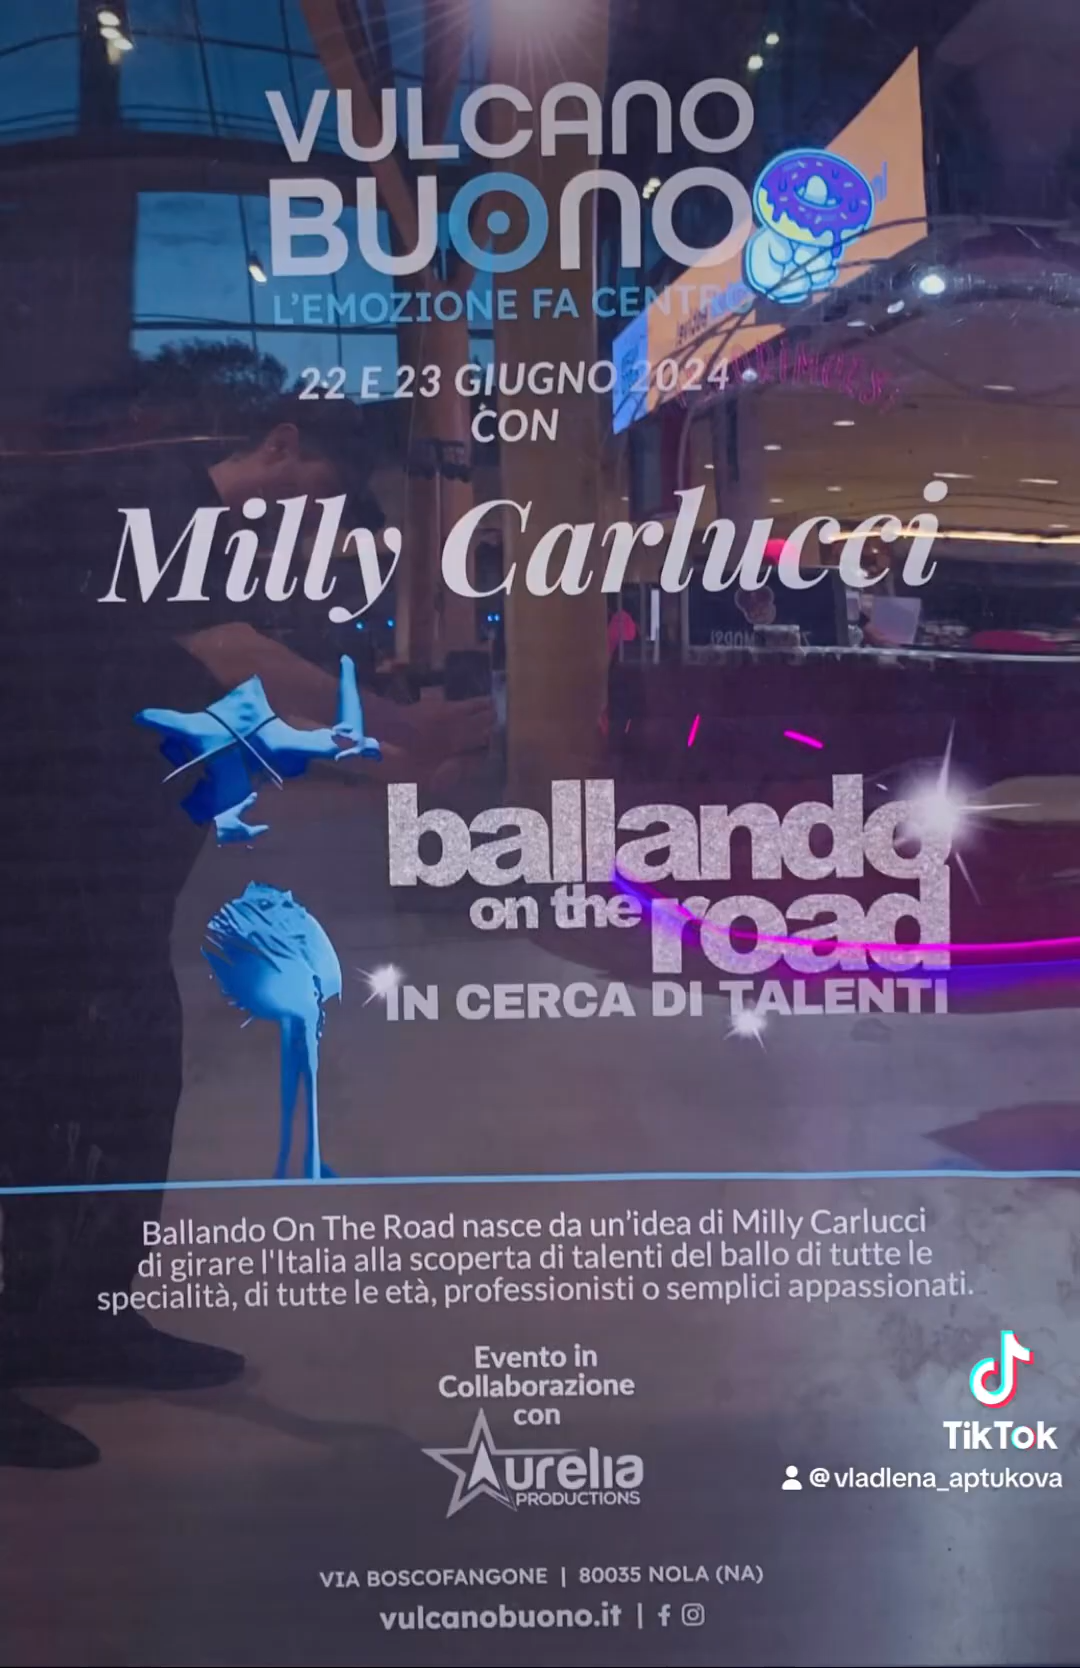 VULCANO
BUONO
L'EMOZIONE FA CENTRO
22 E 23 GIUGNO 2024
CON
Milly Carlucci
ballando
on the road
IN CERCA DI TALENTI
Ballando On The Road nasce da un'idea di Milly Carlucci
di girare l'Italia alla scoperta di talenti del ballo di tutte le
specialità, di tutte le età, professionisti o semplici appassionati.
Evento in
Collaborazione
con
Aurelia
PRODUCTIONS
TikTok
@vladlena_aptukova
VIA BOSCOFANGONE | 80035 NOLA (NA)
vulcanobuono.it |